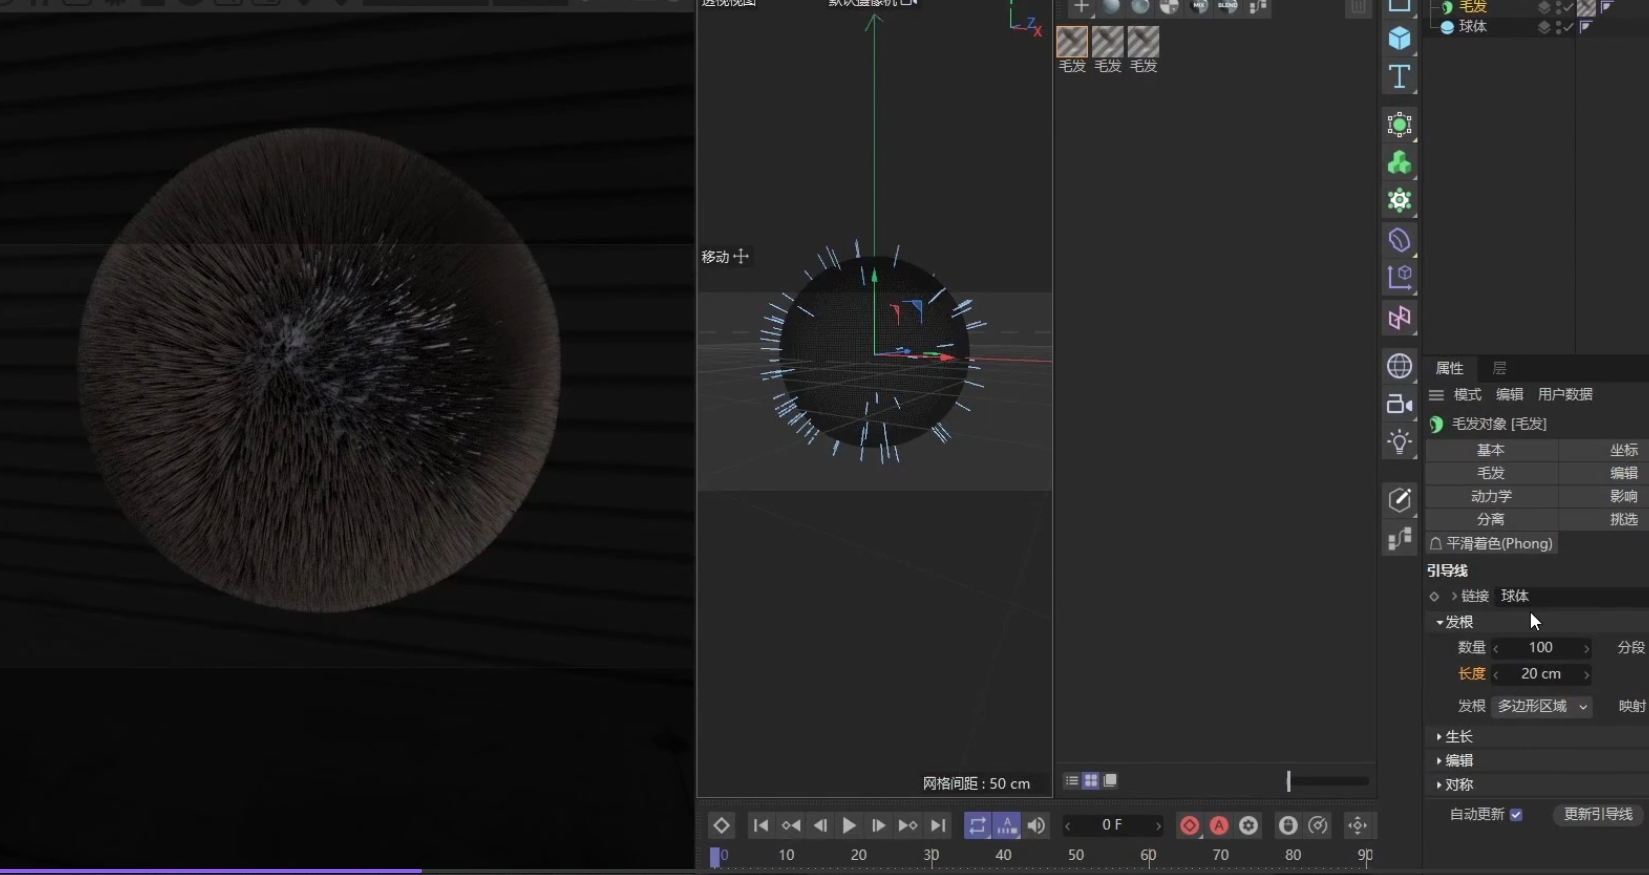 透视视图
默认摄像机
Z
X
MIX
BLEND
毛发
球体
毛发 毛发 毛发
T
移动
属性 层
模式 编辑 用户数据
毛发对象 [毛发]
基本 坐标
毛发 编辑
动力学 影响
分离 挑选
平滑着色(Phong)
引导线
链接 球体
发根
数量 100 分段
长度 20 cm
发根 多边形区域 映射
生长
编辑
对称
自动更新 更新引导线
网格间距 : 50 cm
A
0 F
A
0 10 20 30 40 50 60 70 80 90